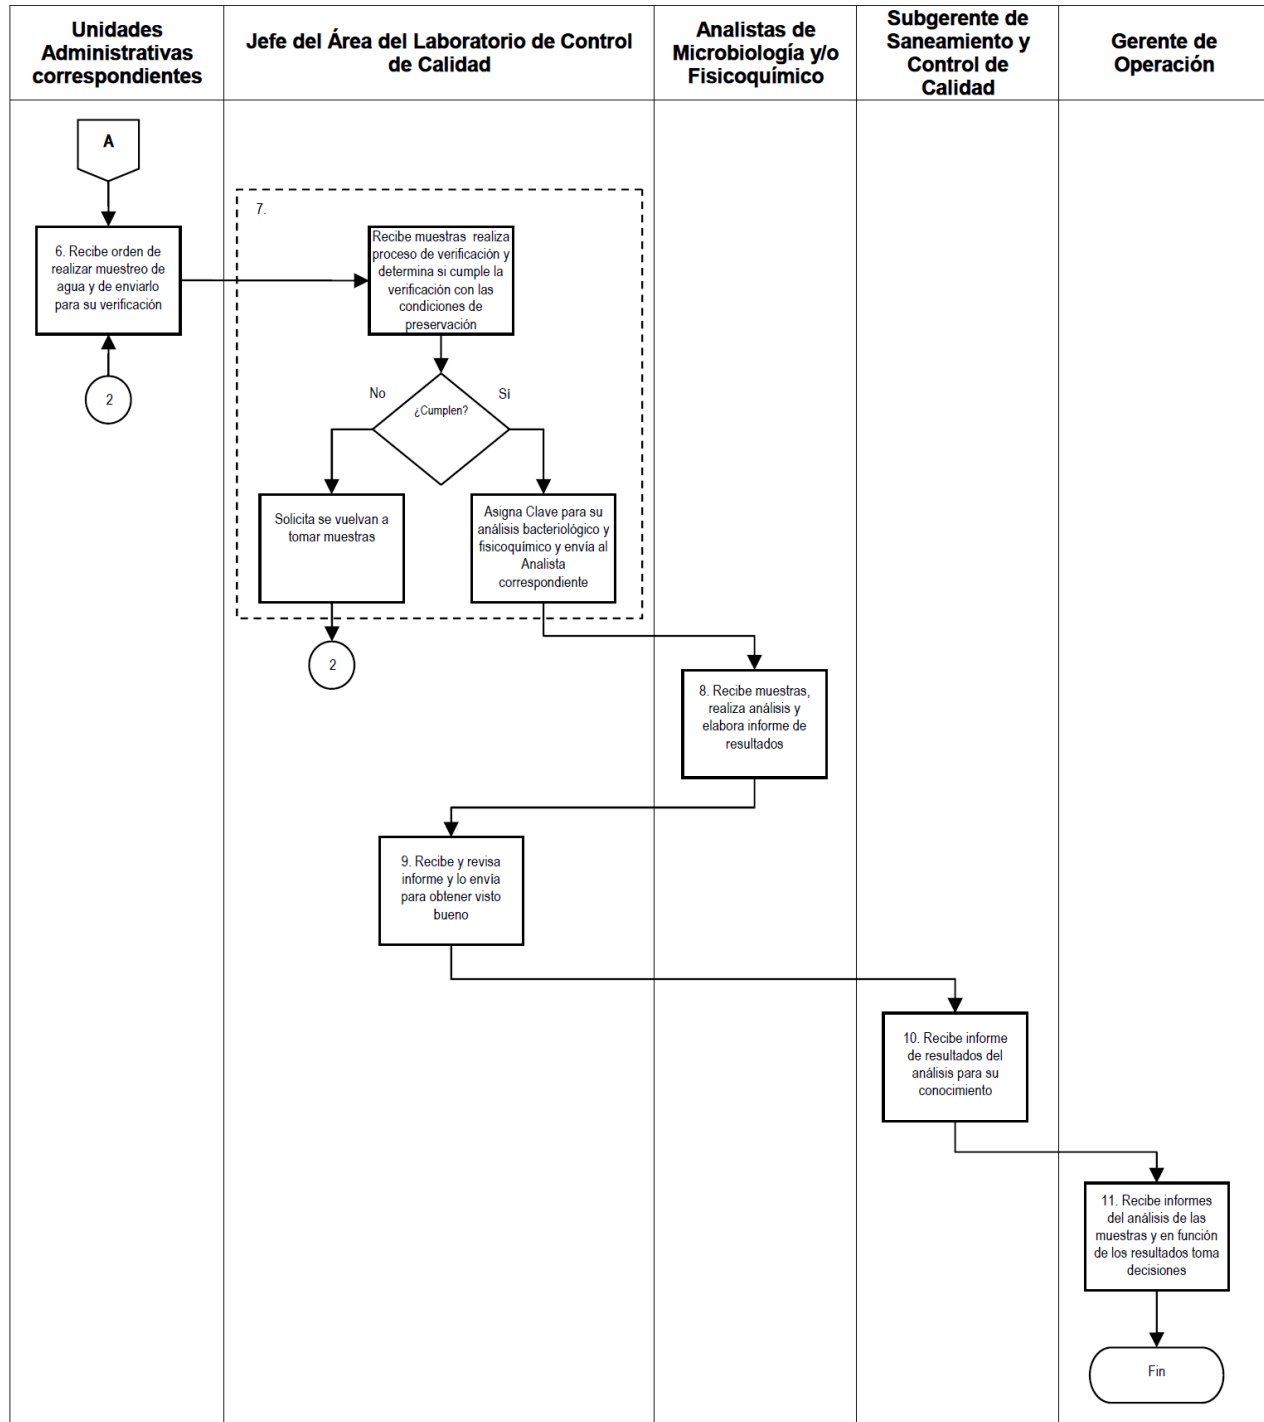 Unidades
Administrativas
correspondientes
Jefe del Área del Laboratorio de Control
de Calidad
Analistas de
Microbiología y/o
Fisicoquímico
Subgerente de
Saneamiento y
Control de
Calidad
Gerente de
Operación
A
6. Recibe orden de
realizar muestreo de
agua y de enviarlo
para su verificación
2
7.
Recibe muestras realiza
proceso de verificación y
determina si cumple la
verificación con las
condiciones de
preservación
No
¿Cumplen?
Sí
Solicita se vuelvan a
tomar muestras
Asigna Clave para su
análisis bacteriológico y
fisicoquímico y envía al
Analista
correspondiente
2
8. Recibe muestras,
realiza análisis y
elabora informe de
resultados
9. Recibe y revisa
informe y lo envía
para obtener visto
bueno
10. Recibe informe
de resultados del
análisis para su
conocimiento
11. Recibe informes
del análisis de las
muestras y en función
de los resultados toma
decisiones
Fin